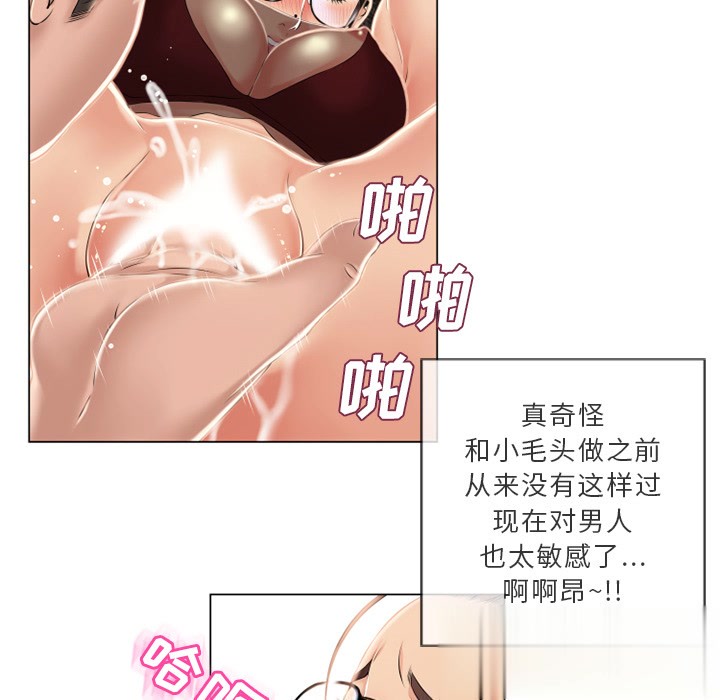 啪
啪
啪
真奇怪
和小毛头做之前
从来没有这样过
现在对男人
也太敏感了...
啊啊昂~!!
哈